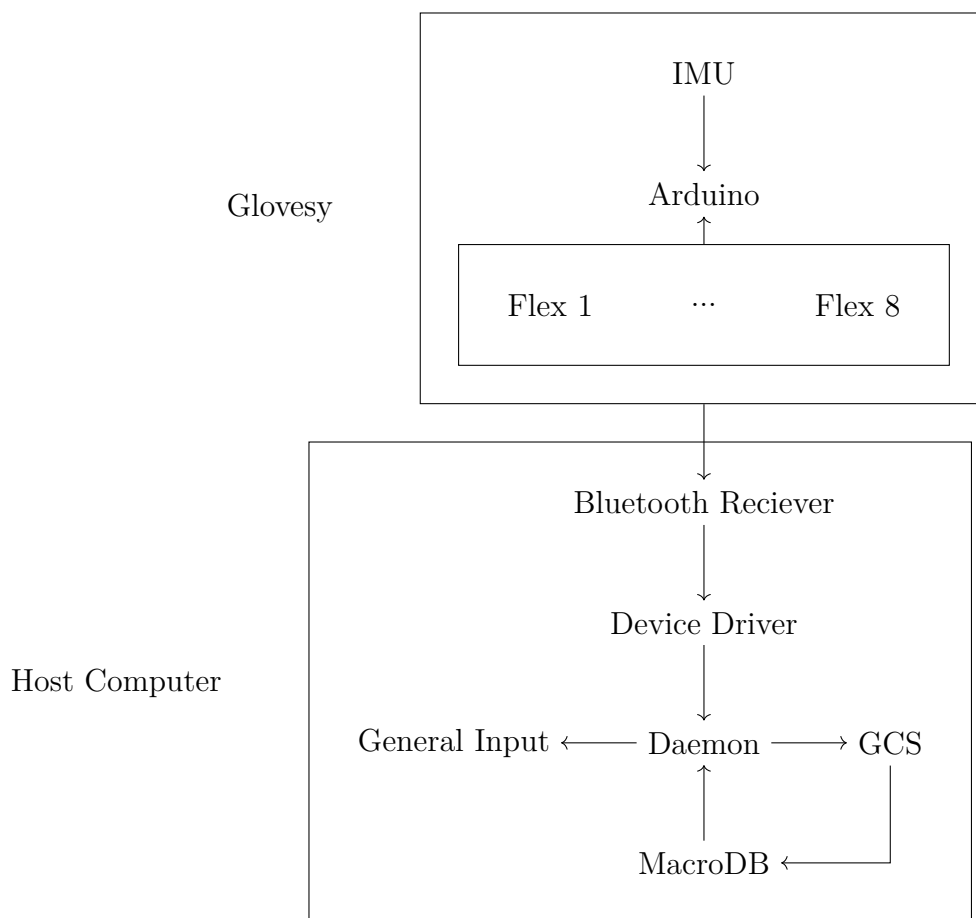 IMU
Arduino
Glovesy
Flex 1 ... Flex 8
Bluetooth Reciever
Device Driver
Host Computer
General Input Daemon GCS
MacroDB